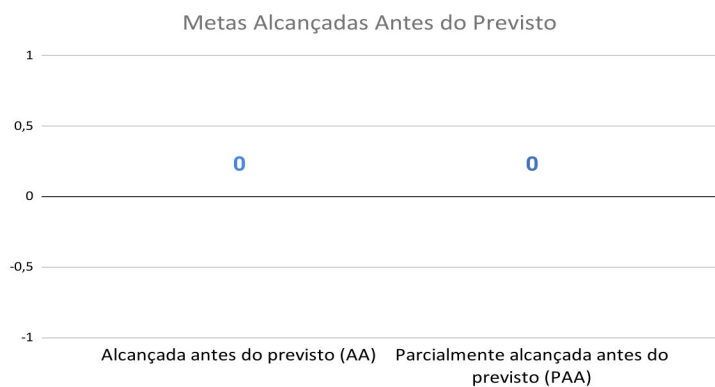 Metas Alcançadas Antes do Previsto
1
0,5
0 0
0
-0,5
-1
Alcançada antes do previsto (AA)
Parcialmente alcançada antes do
previsto (PAA)